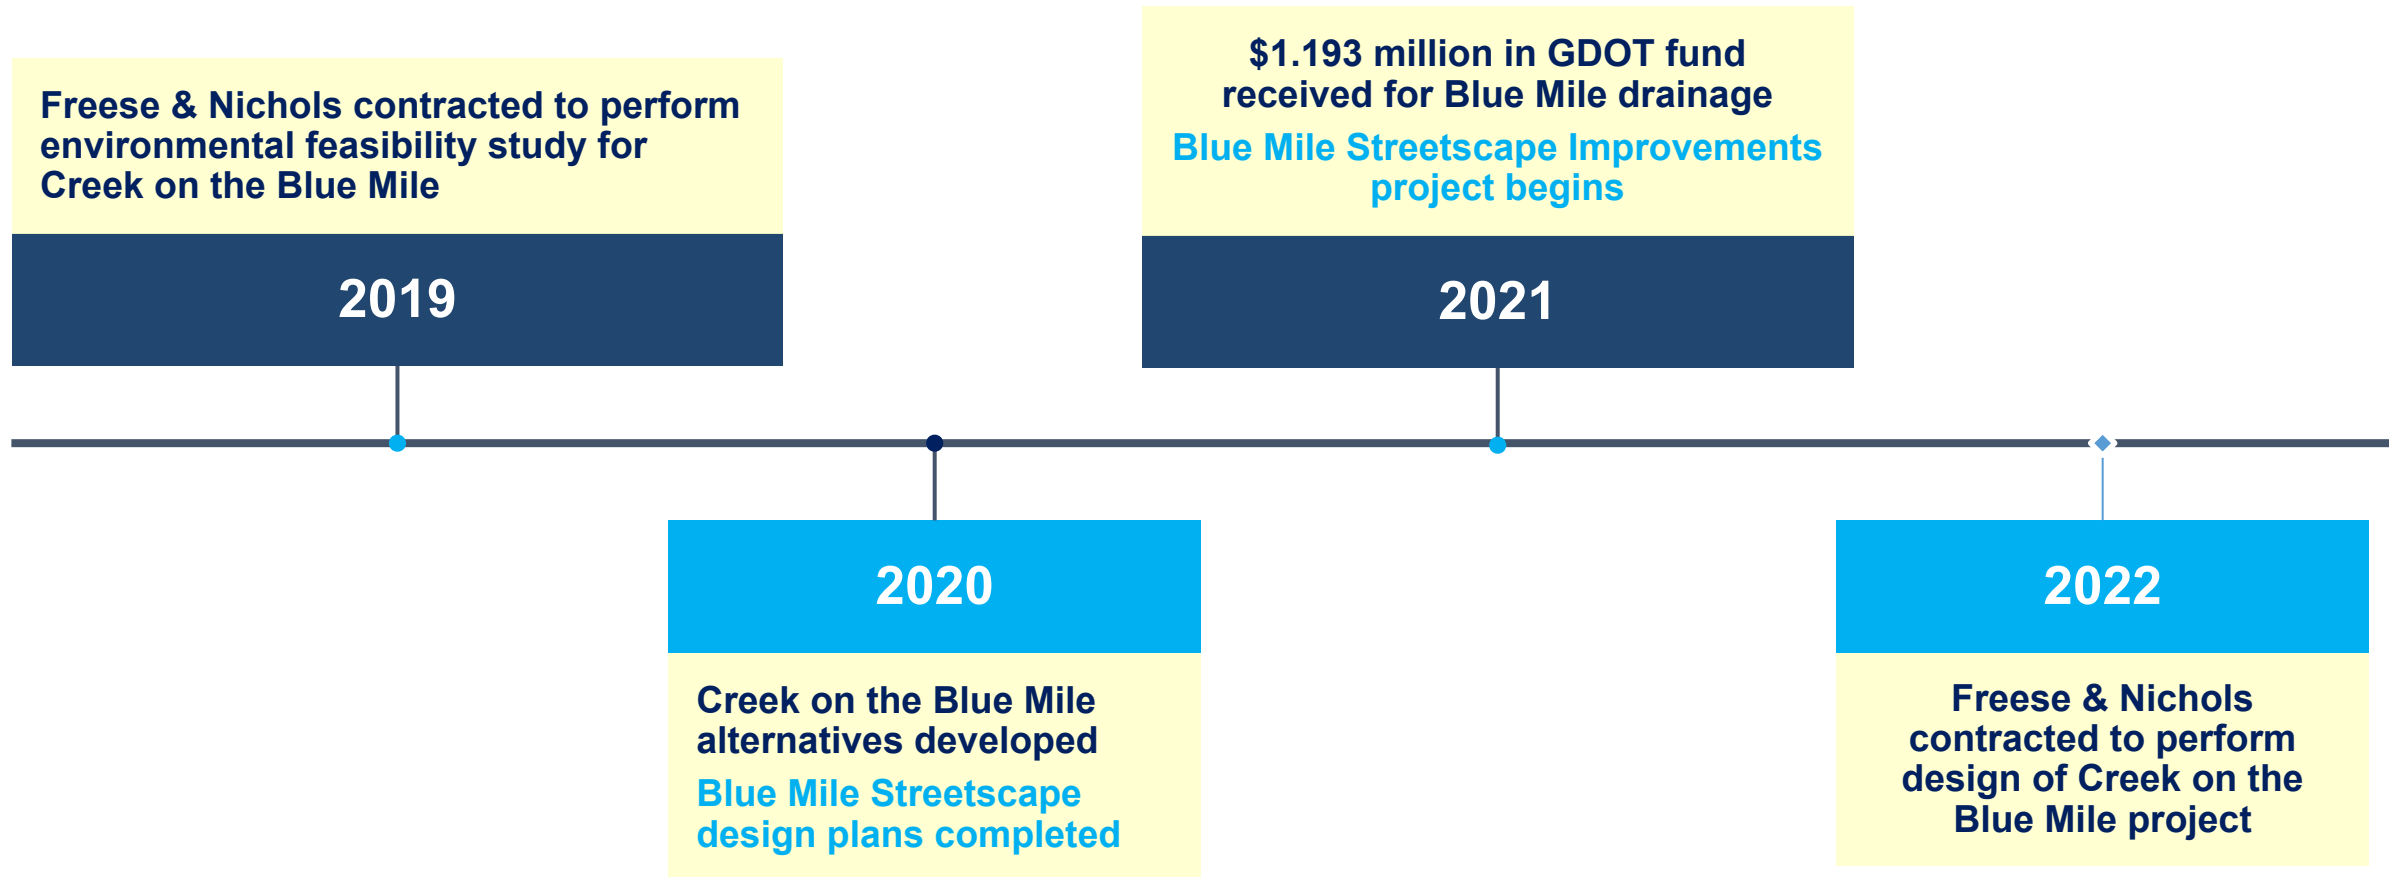 Freese & Nichols contracted to perform
environmental feasibility study for
Creek on the Blue Mile
2019
2020
Creek on the Blue Mile
alternatives developed
Blue Mile Streetscape
design plans completed
$1.193 million in GDOT fund
received for Blue Mile drainage
Blue Mile Streetscape Improvements
project begins
2021
2022
Freese & Nichols
contracted to perform
design of Creek on the
Blue Mile project